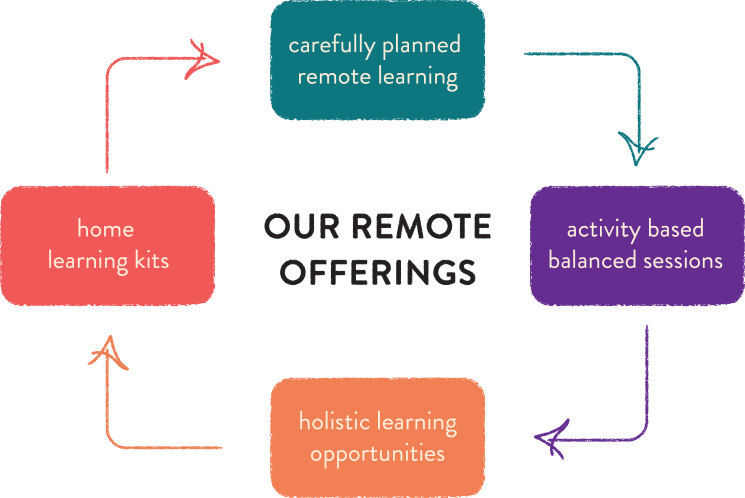 carefully planned
remote learning
home
learning kits
OUR REMOTE
OFFERINGS
activity based
balanced sessions
holistic learning
opportunities